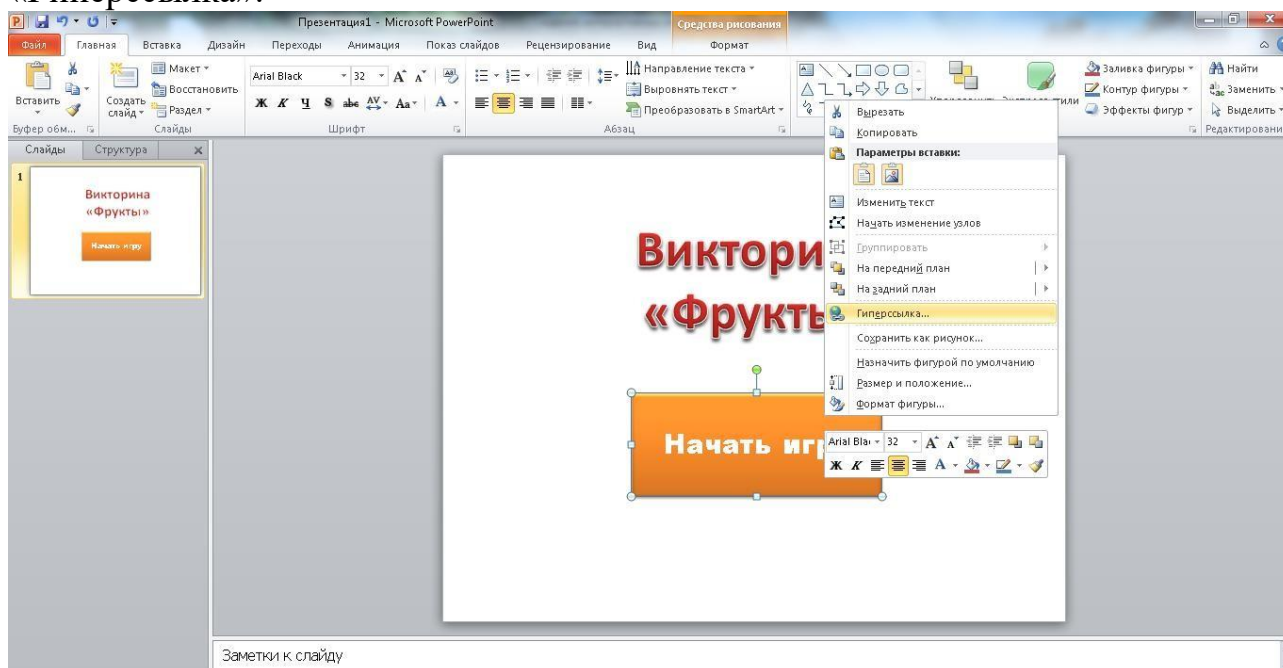 «Гиперссылка».
Презентация1 - Microsoft PowerPoint
Средства рисования
Файл Главная Вставка Дизайн Переходы Анимация Показ слайдов Рецензирование Вид Формат
Вставить
Буфер обм...
Создать слайд
Макет
Восстановить
Раздел
Слайды
Arial Black 32
Ж К Ч S abc AV Aa A
Шрифт
Направление текста
Выровнять текст
Преобразовать в SmartArt
Абзац
Заливка фигуры
Контур фигуры
Эффекты фигур
Найти
Заменить
Выделить
Редактировани
Слайды Структура
1
Викторина
«Фрукты»
Начать игру
Виктори
«Фрукты
Начать игр
Вырезать
Копировать
Параметры вставки:
Изменить текст
Начать изменение узлов
Группировать
На передний план
На задний план
Гиперссылка...
Сохранить как рисунок...
Назначить фигурой по умолчанию
Размер и положение...
Формат фигуры...
Arial Bla 32 A A
Ж К A
Заметки к слайду